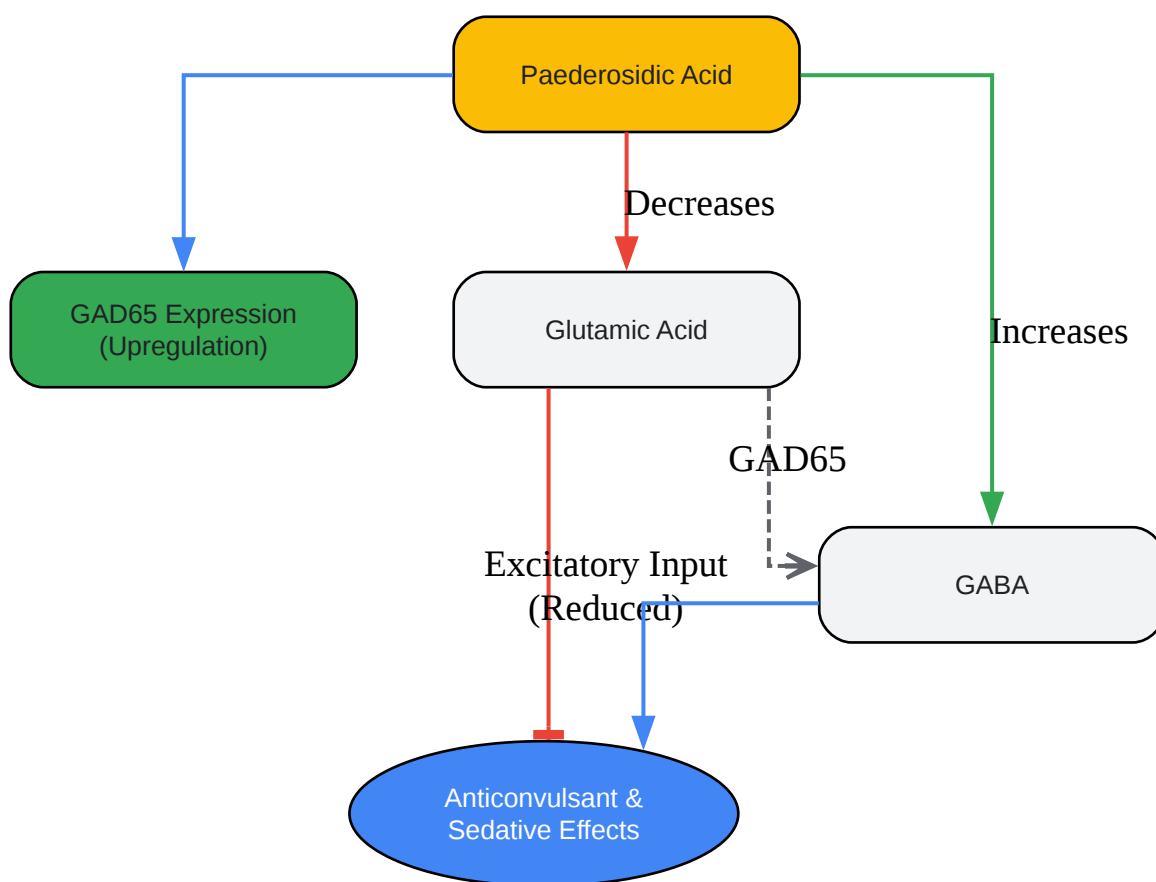 Paederosidic Acid
Decreases
GAD65 Expression
(Upregulation)
Glutamic Acid
Increases
GAD65
Excitatory Input
(Reduced)
GABA
Anticonvulsant &
Sedative Effects